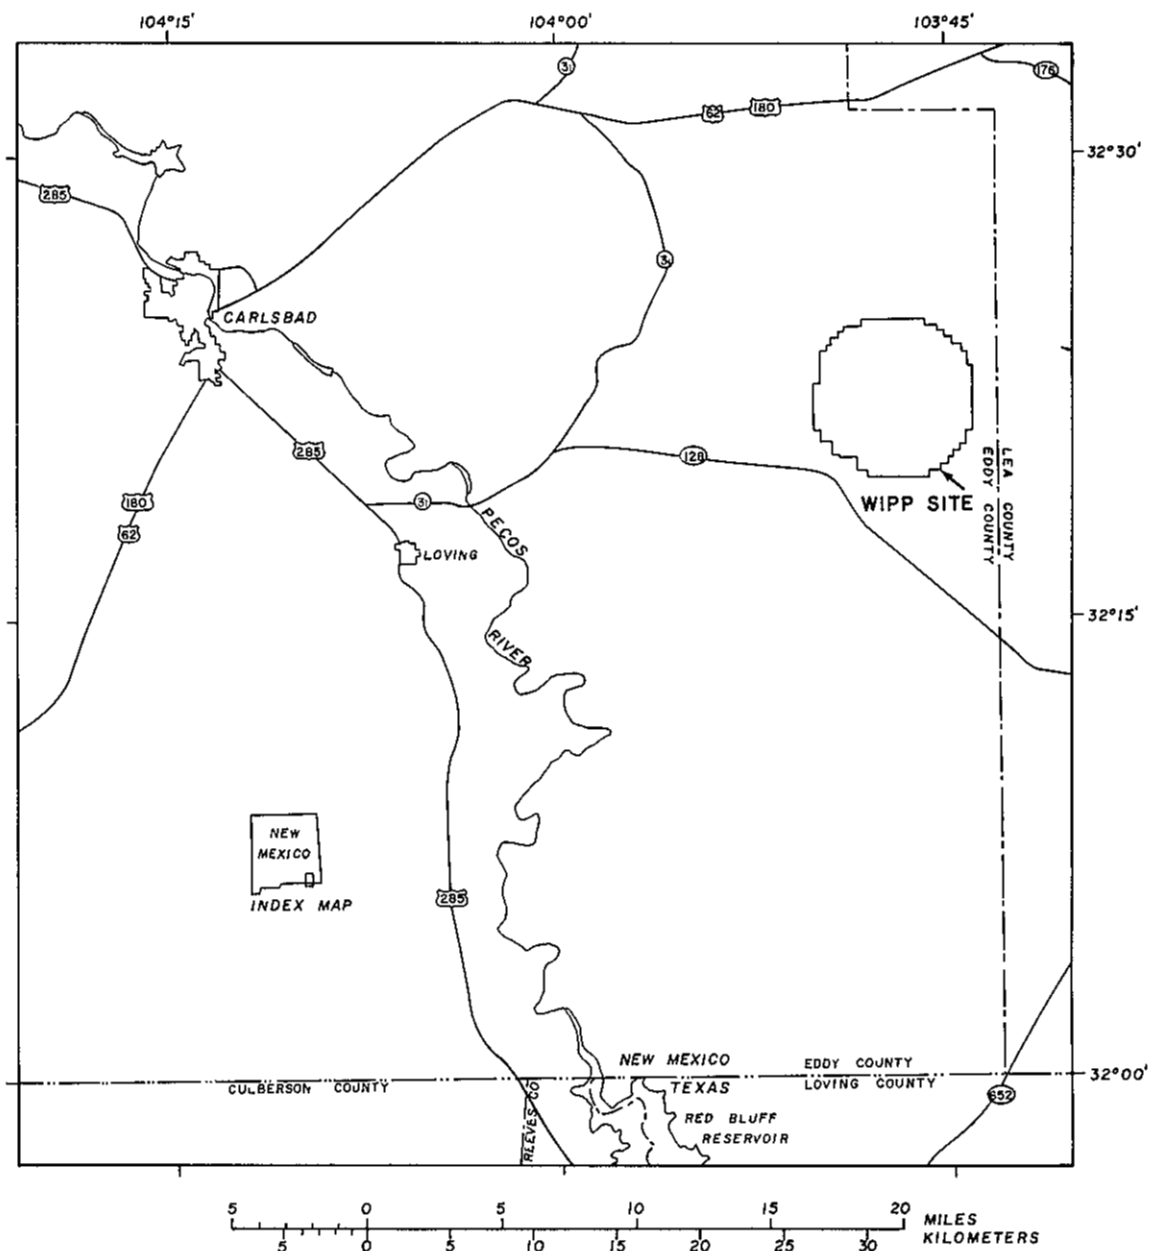 104°15'
104°00'
103°45'
31
176
62
180
32°30'
285
31
CARLSBAD
285
128
LEA COUNTY
EDDY COUNTY
WIPP SITE
180
31
PECOS
62
LOVING
32°15'
RIVER
NEW
MEXICO
INDEX MAP
285
NEW MEXICO
EDDY COUNTY
32°00'
CULBERSON COUNTY
TEXAS
LOVING COUNTY
652
REEVES CO
RED BLUFF
RESERVOIR
5 0 5 10 15 20
MILES
KILOMETERS
5 0 5 10 15 20 25 30